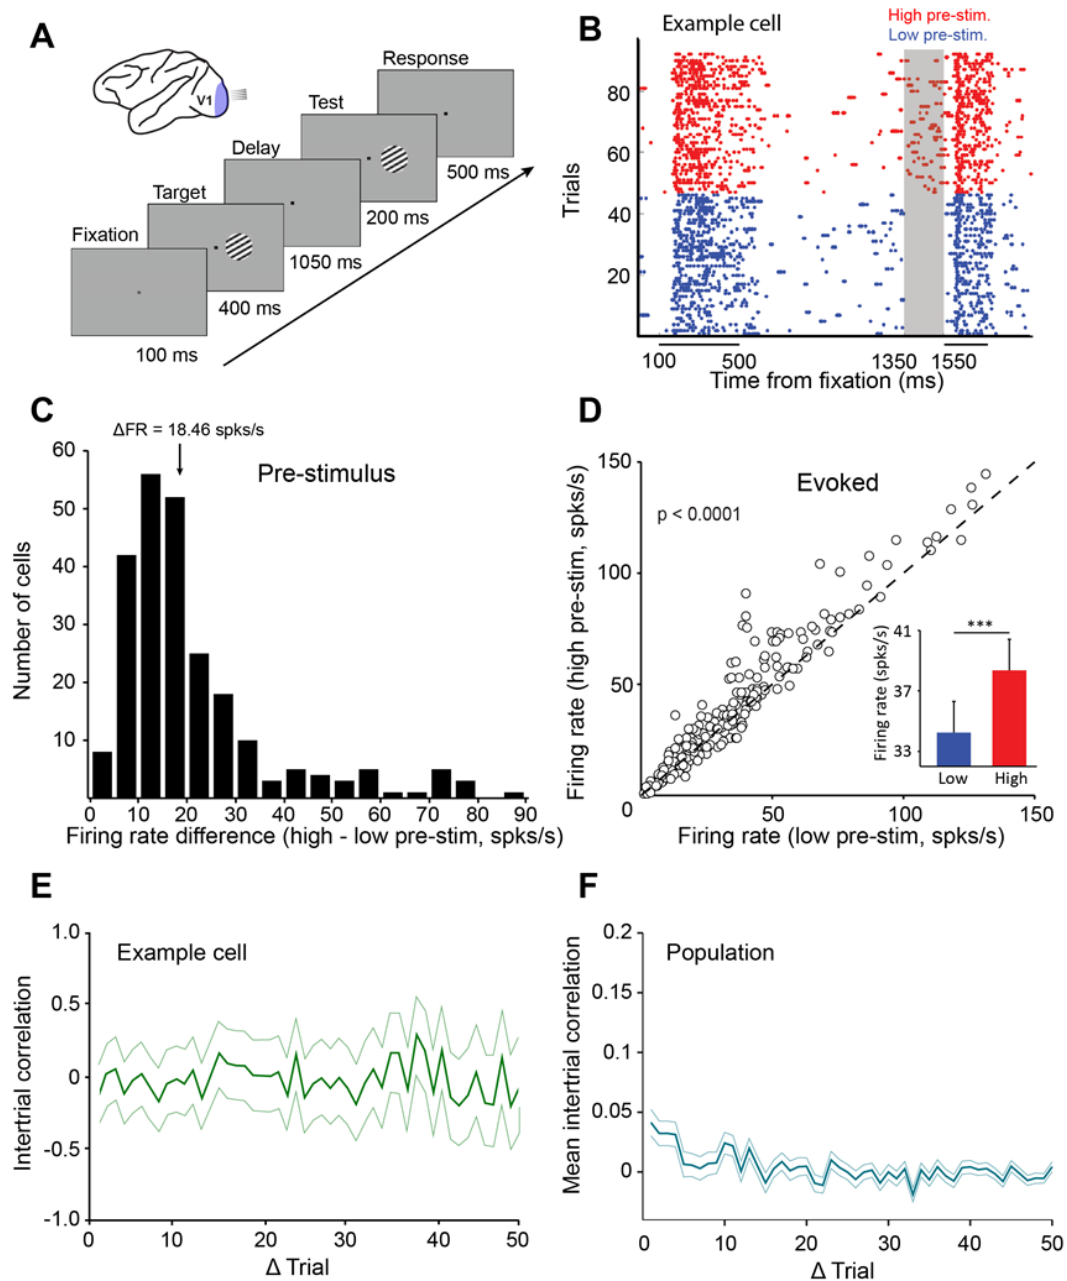 A
V1
Fixation
Target
Delay
Test
Response
100 ms
400 ms
1050 ms
200 ms
500 ms
B
Example cell
High pre-stim.
Low pre-stim.
Trials
80
60
40
20
100 500 1350 1550
Time from fixation (ms)
C
ΔFR = 18.46 spks/s
Pre-stimulus
Number of cells
60
50
40
30
20
10
0 10 20 30 40 50 60 70 80 90
Firing rate difference (high - low pre-stim, spks/s)
D
Evoked
p < 0.0001
Firing rate (high pre-stim, spks/s)
150
100
50
0
50 100 150
Firing rate (low pre-stim, spks/s)
Firing rate (spks/s)
41
37
33
***
Low High
E
Example cell
Intertrial correlation
1.0
0.5
0
-0.5
-1.0
0 10 20 30 40 50
Δ Trial
F
Population
Mean intertrial correlation
0.2
0.15
0.1
0.05
0
0 10 20 30 40 50
Δ Trial